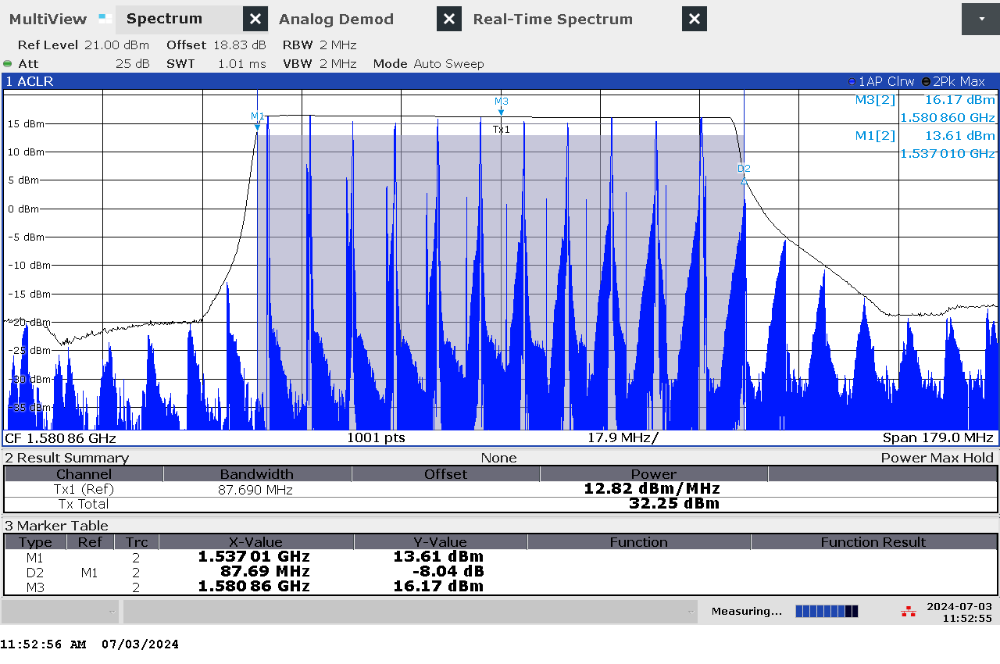 MultiView Spectrum Analog Demod Real-Time Spectrum
Ref Level 21.00 dBm Offset 18.83 dB RBW 2 MHz
Att 25 dB SWT 1.01 ms VBW 2 MHz Mode Auto Sweep
1 ACLR 1AP Clrw 2Pk Max
M3[2] 16.17 dBm
1.580 860 GHz
M1[2] 13.61 dBm
1.537 010 GHz
M1
M3
Tx1
D2
15 dBm
10 dBm
5 dBm
0 dBm
-5 dBm
-10 dBm
-15 dBm
-20 dBm
-25 dBm
-30 dBm
-35 dBm
CF 1.580 86 GHz 1001 pts 17.9 MHz/ Span 179.0 MHz
2 Result Summary None Power Max Hold
Channel Bandwidth Offset Power
Tx1 (Ref) 87.690 MHz 12.82 dBm/MHz
Tx Total 32.25 dBm
3 Marker Table
Type Ref Trc X-Value Y-Value Function Function Result
M1 2 1.537 01 GHz 13.61 dBm
D2 M1 2 87.69 MHz -8.04 dB
M3 2 1.580 86 GHz 16.17 dBm
Measuring... 2024-07-03
11:52:55
11:52:56 AM 07/03/2024